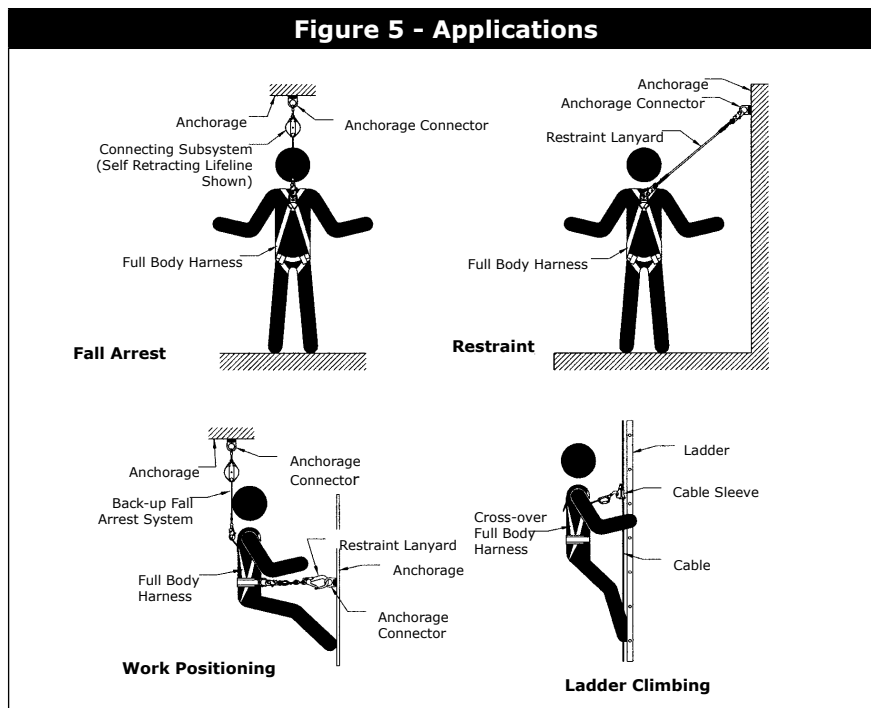 Figure 5 - Applications
Anchorage
Anchorage Connector
Connecting Subsystem
(Self Retracting Lifeline
Shown)
Full Body Harness
Fall Arrest
Anchorage
Anchorage Connector
Restraint Lanyard
Full Body Harness
Restraint
Anchorage
Anchorage
Connector
Back-up Fall
Arrest System
Restraint Lanyard
Anchorage
Full Body
Harness
Anchorage
Connector
Work Positioning
Ladder
Cable Sleeve
Cross-over
Full Body
Harness
Cable
Ladder Climbing